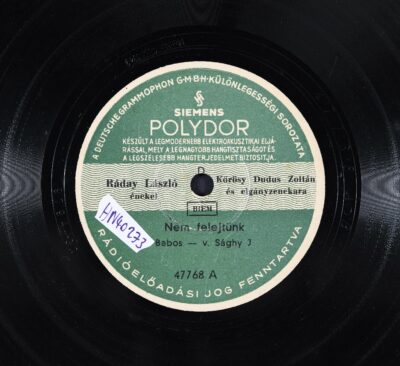 A DEUTSCHE GRAMMOPHON G·M·B·H· KÜLÖNLEGESSÉGI SOROZATA
SIEMENS
POLYDOR
KÉSZÜLT A LEGMODERNEBB ELEKTROAKUSZTIKAI ELJÁ-
RÁSSAL, MELY A LEGNAGYOBB HANGTISZTASÁGOT ÉS
A LEGSZÉLESEBB HANGTERJEDELMET BIZTOSÍTJA.
D
Ráday László
énekel
Kőrösy Dudus Zoltán
és cigányzenekara
BIEM
HN40273
Nem felejtünk
Babos — v. Sághy J
47768 A
RÁDIÓELŐADÁSI JOG FENNTARTVA